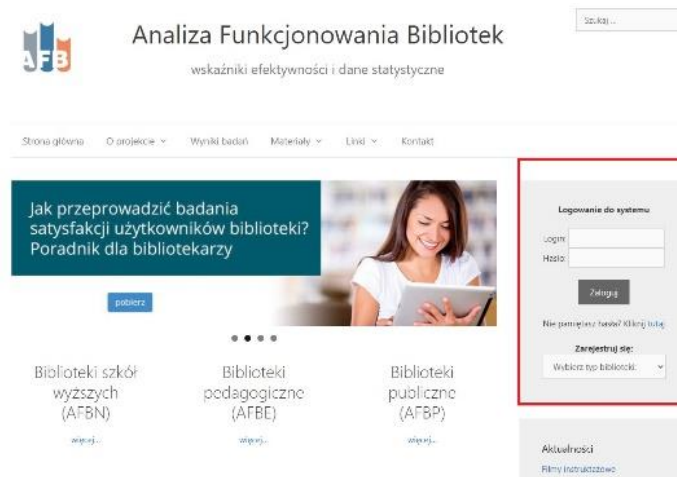 AFB
Analiza Funkcjonowania Bibliotek
wskaźniki efektywności i dane statystyczne
Szukaj ...
Strona główna O projekcie Wyniki badań Materiały Linki Kontakt
Jak przeprowadzić badania
satysfakcji użytkowników biblioteki?
Poradnik dla bibliotekarzy
pobierz
Biblioteki szkół
wyższych
(AFBN)
więcej...
Biblioteki
pedagogiczne
(AFBE)
więcej...
Biblioteki
publiczne
(AFBP)
więcej...
Logowanie do systemu
Login:
Hasło:
Zaloguj
Nie pamiętasz hasła? Kliknij tutaj
Zarejestruj się:
Wybierz typ biblioteki:
Aktualności
Filmy instruktażowe